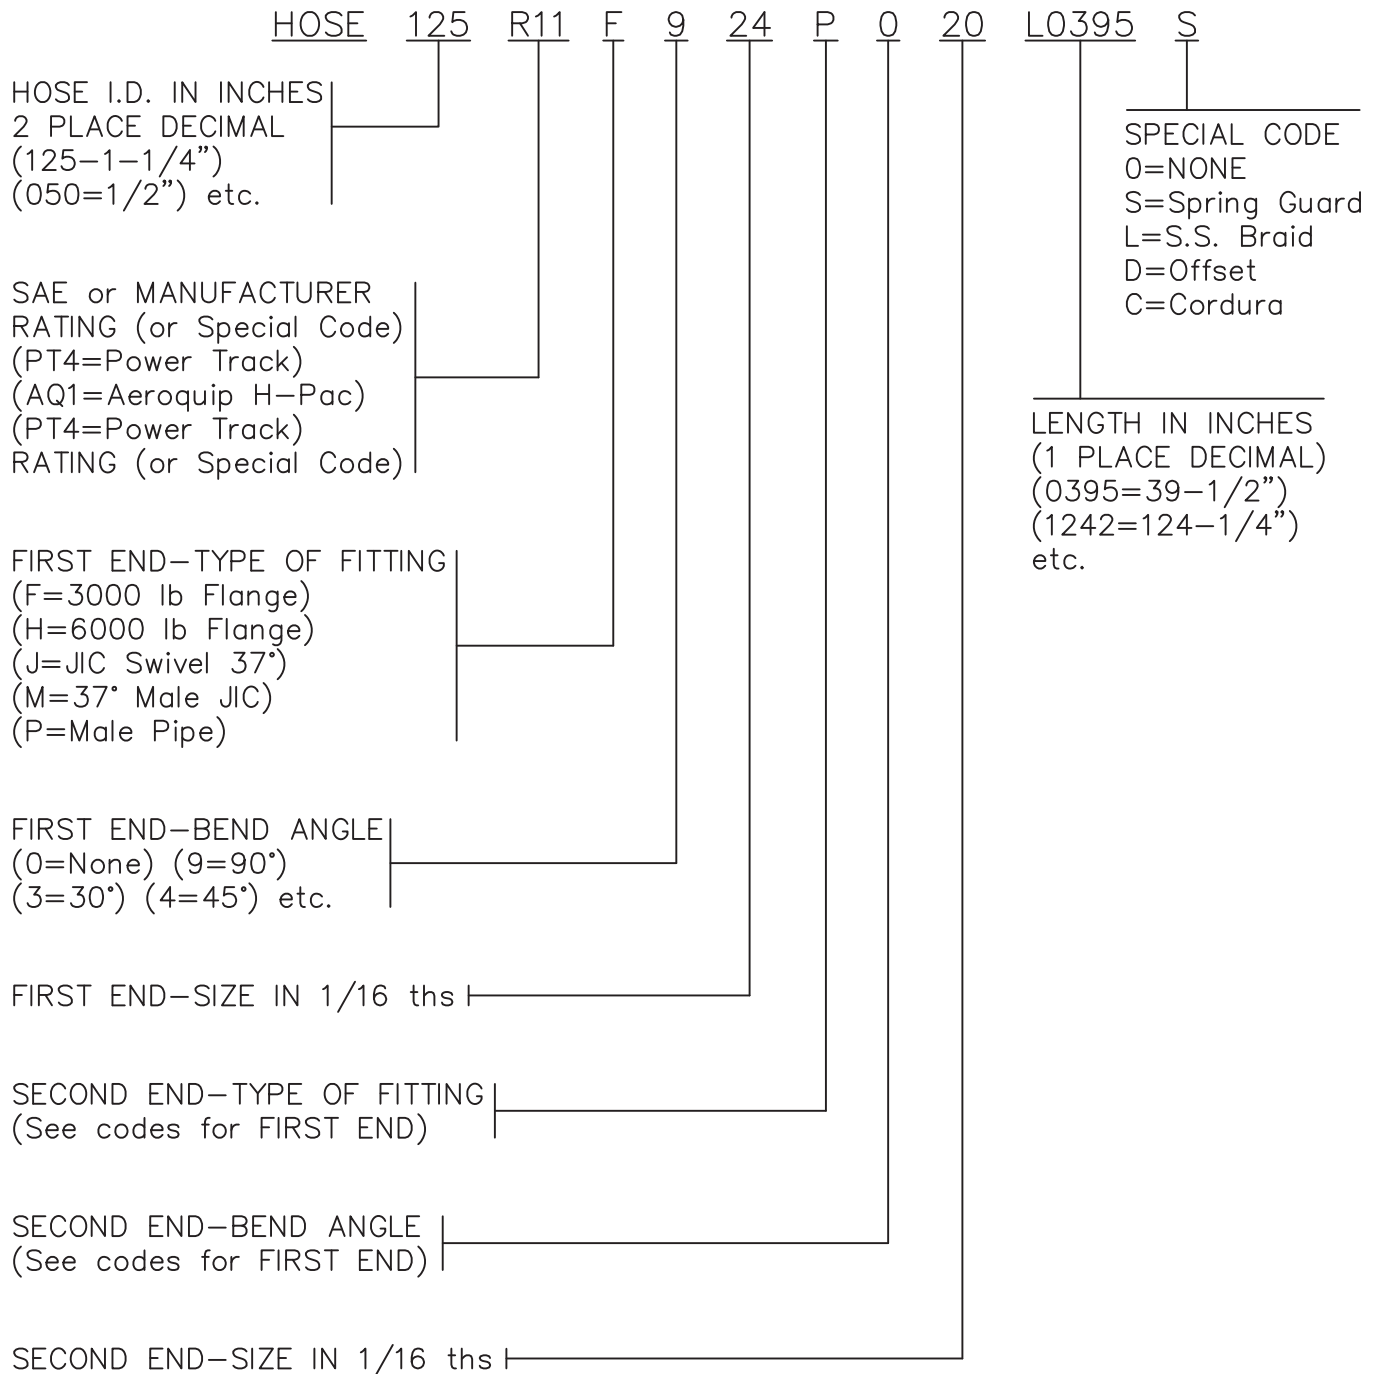 HOSE 125 R11 F 9 24 P 0 20 L0395 S
HOSE I.D. IN INCHES
2 PLACE DECIMAL
(125-1-1/4”)
(050=1/2”) etc.
SPECIAL CODE
0=NONE
S=Spring Guard
L=S.S. Braid
D=Offset
C=Cordura
SAE or MANUFACTURER
RATING (or Special Code)
(PT4=Power Track)
(AQ1=Aeroquip H-Pac)
(PT4=Power Track)
RATING (or Special Code)
LENGTH IN INCHES
(1 PLACE DECIMAL)
(0395=39-1/2”)
(1242=124-1/4”)
etc.
FIRST END-TYPE OF FITTING
(F=3000 lb Flange)
(H=6000 lb Flange)
(J=JIC Swivel 37°)
(M=37° Male JIC)
(P=Male Pipe)
FIRST END-BEND ANGLE
(0=None) (9=90°)
(3=30°) (4=45°) etc.
FIRST END-SIZE IN 1/16 ths
SECOND END-TYPE OF FITTING
(See codes for FIRST END)
SECOND END-BEND ANGLE
(See codes for FIRST END)
SECOND END-SIZE IN 1/16 ths